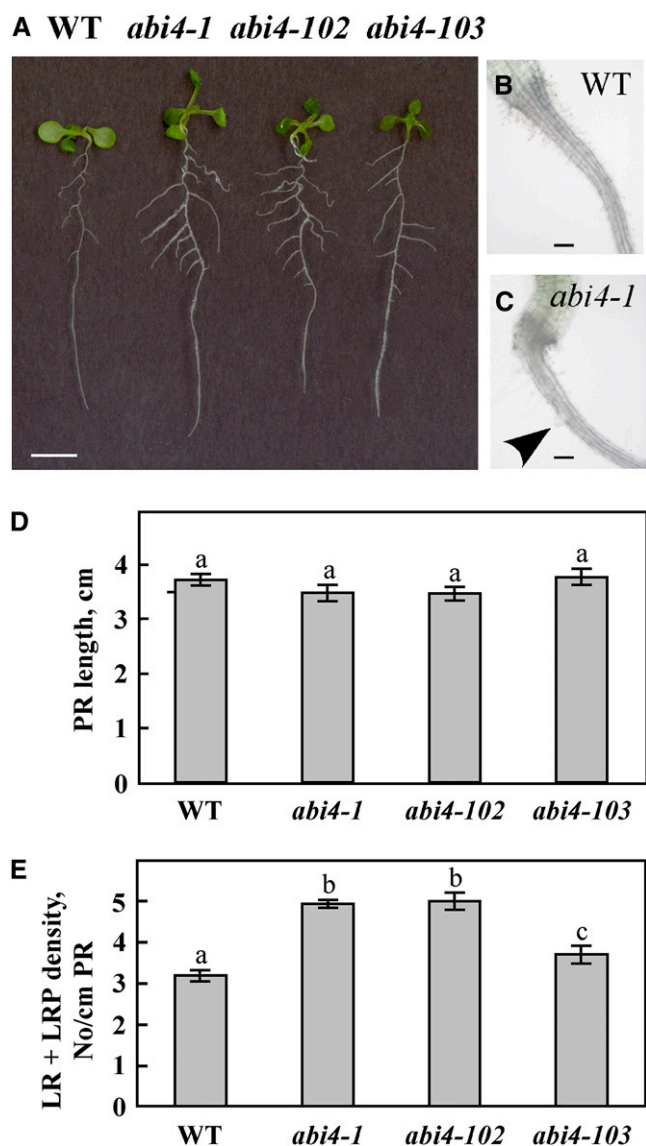 A WT abi4-1 abi4-102 abi4-103
B WT
C abi4-1
D
PR length, cm
4
3
2
1
0
a a a a
WT abi4-1 abi4-102 abi4-103
E
LR + LRP density,
No/cm PR
5
4
3
2
1
0
a b b c
WT abi4-1 abi4-102 abi4-103